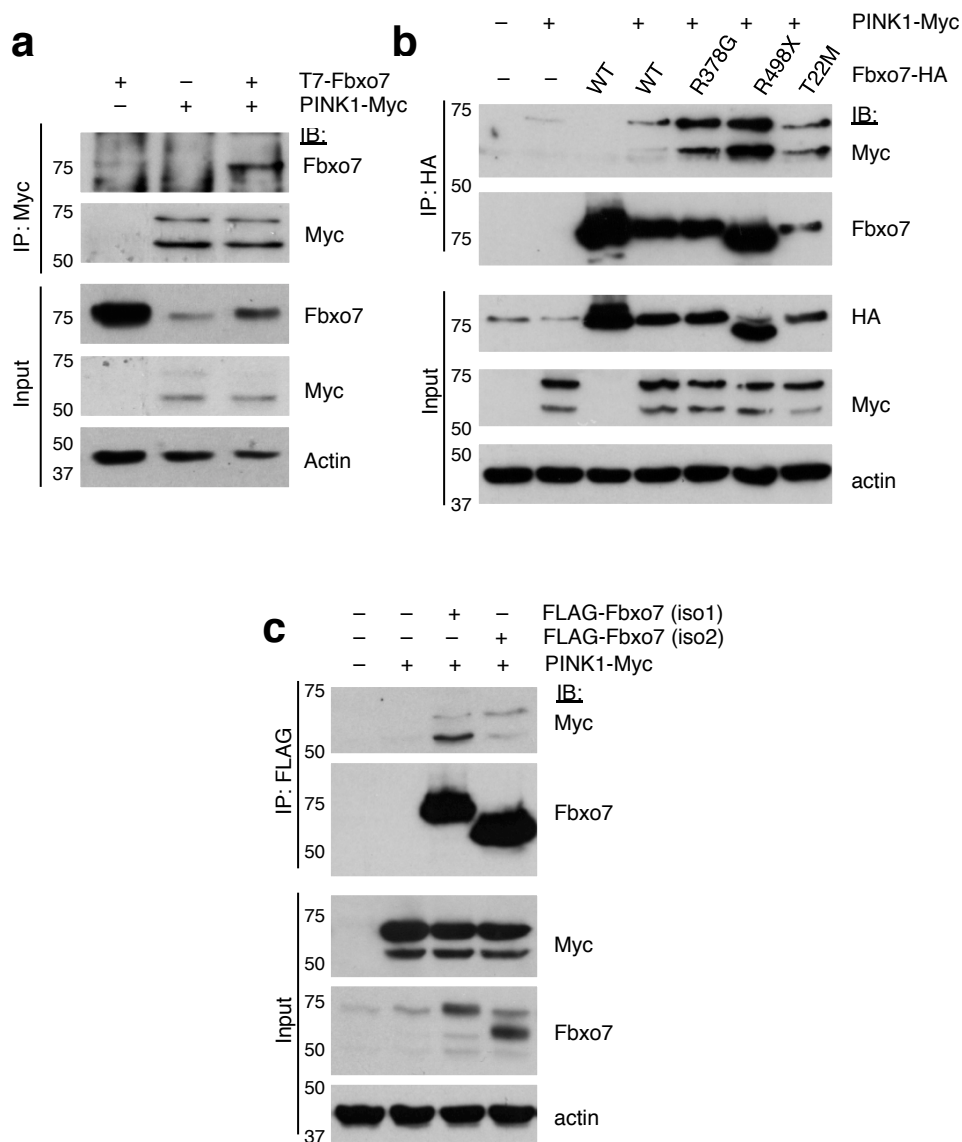 a
+ – + T7-Fbxo7
– + + PINK1-Myc
IB:
IP: Myc
75 Fbxo7
75
50 Myc
Input
75 Fbxo7
75
50 Myc
50
37 Actin
b
– + + + + + PINK1-Myc
– – WT WT R378G R498X T22M Fbxo7-HA
IB:
IP: HA
75
50 Myc
75 Fbxo7
Input
75 HA
75
50 Myc
50
37 actin
c
– – + – FLAG-Fbxo7 (iso1)
– – – + FLAG-Fbxo7 (iso2)
– + + + PINK1-Myc
IB:
IP: FLAG
75
50 Myc
75
50 Fbxo7
Input
75
50 Myc
75
50 Fbxo7
50
37 actin